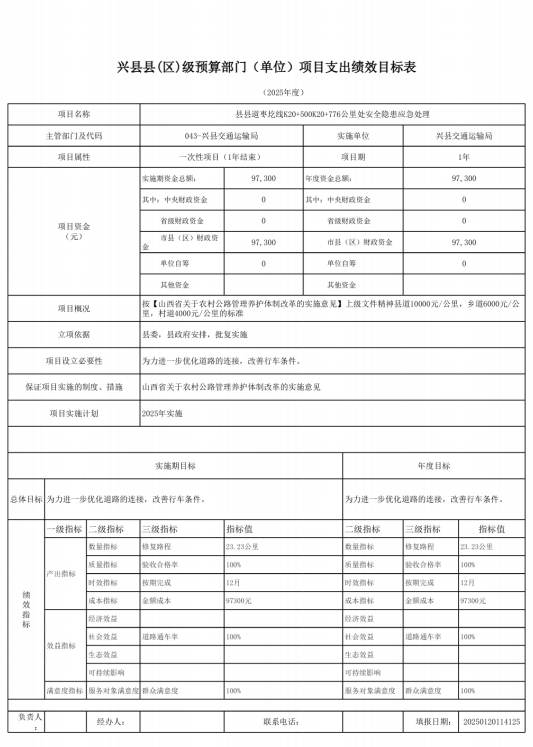 兴县县(区)级预算部门（单位）项目支出绩效目标表
（2025年度）
项目名称 县县道枣圪线K20+500K20+776公里处安全隐患应急处理
主管部门及代码 043-兴县交通运输局 实施单位 兴县交通运输局
项目属性 一次性项目（1年结束） 项目期 1年
项目资金（元）
实施期资金总额： 97,300 年度资金总额： 97,300
其中：中央财政资金 0 其中：中央财政资金 0
省级财政资金 0 省级财政资金 0
市县（区）财政资金 97,300 市县（区）财政资金 97,300
单位自筹 0 单位自筹 0
其他资金 其他资金
项目概况 按【山西省关于农村公路管理养护体制改革的实施意见】上级文件精神县道10000元/公里，乡道6000元/公
里，村道4000元/公里的标准
立项依据 县委，县政府安排，批复实施
项目设立必要性 为力进一步优化道路的连接，改善行车条件。
保证项目实施的制度、措施 山西省关于农村公路管理养护体制改革的实施意见
项目实施计划 2025年实施
实施期目标 年度目标
总体目标 为力进一步优化道路的连接，改善行车条件。 为力进一步优化道路的连接，改善行车条件。
绩效指标
一级指标 二级指标 三级指标 指标值 二级指标 三级指标 指标值
产出指标
数量指标 修复路程 23.23公里 数量指标 修复路程 23.23公里
质量指标 验收合格率 100% 质量指标 验收合格率 100%
时效指标 按期完成 12月 时效指标 按期完成 12月
成本指标 金额成本 97300元 成本指标 金额成本 97300元
效益指标
经济效益 经济效益
社会效益 道路通车率 100% 社会效益 道路通车率 100%
生态效益 生态效益
可持续影响 可持续影响
满意度指标 服务对象满意度 群众满意度 100% 服务对象满意度 群众满意度 100%
负责人： 经办人： 联系电话： 填报日期： 20250120114125